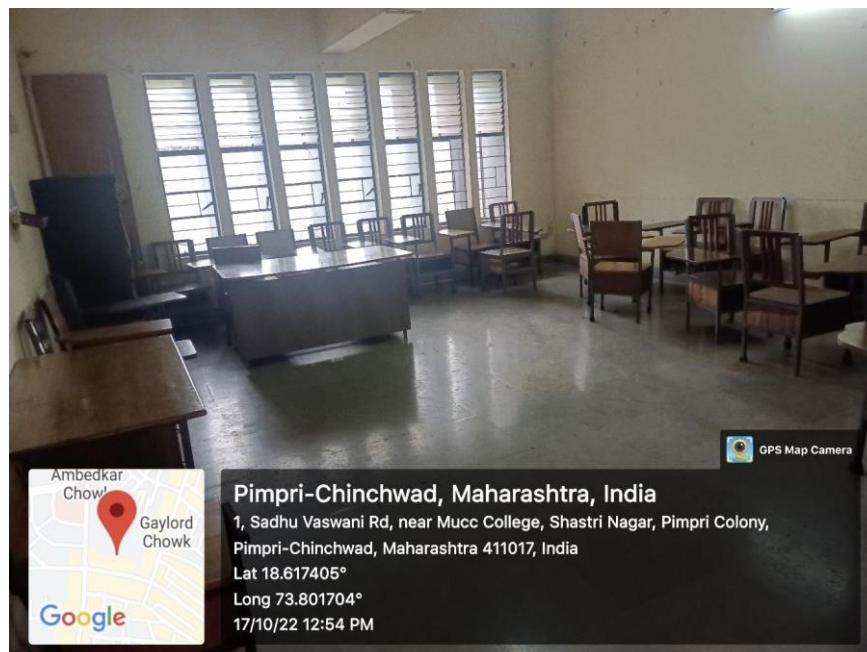 GPS Map Camera
Ambedkar
Chowk
Gaylord
Chowk
Google
Pimpri-Chinchwad, Maharashtra, India
1, Sadhu Vaswani Rd, near Mucc College, Shastri Nagar, Pimpri Colony,
Pimpri-Chinchwad, Maharashtra 411017, India
Lat 18.617405°
Long 73.801704°
17/10/22 12:54 PM